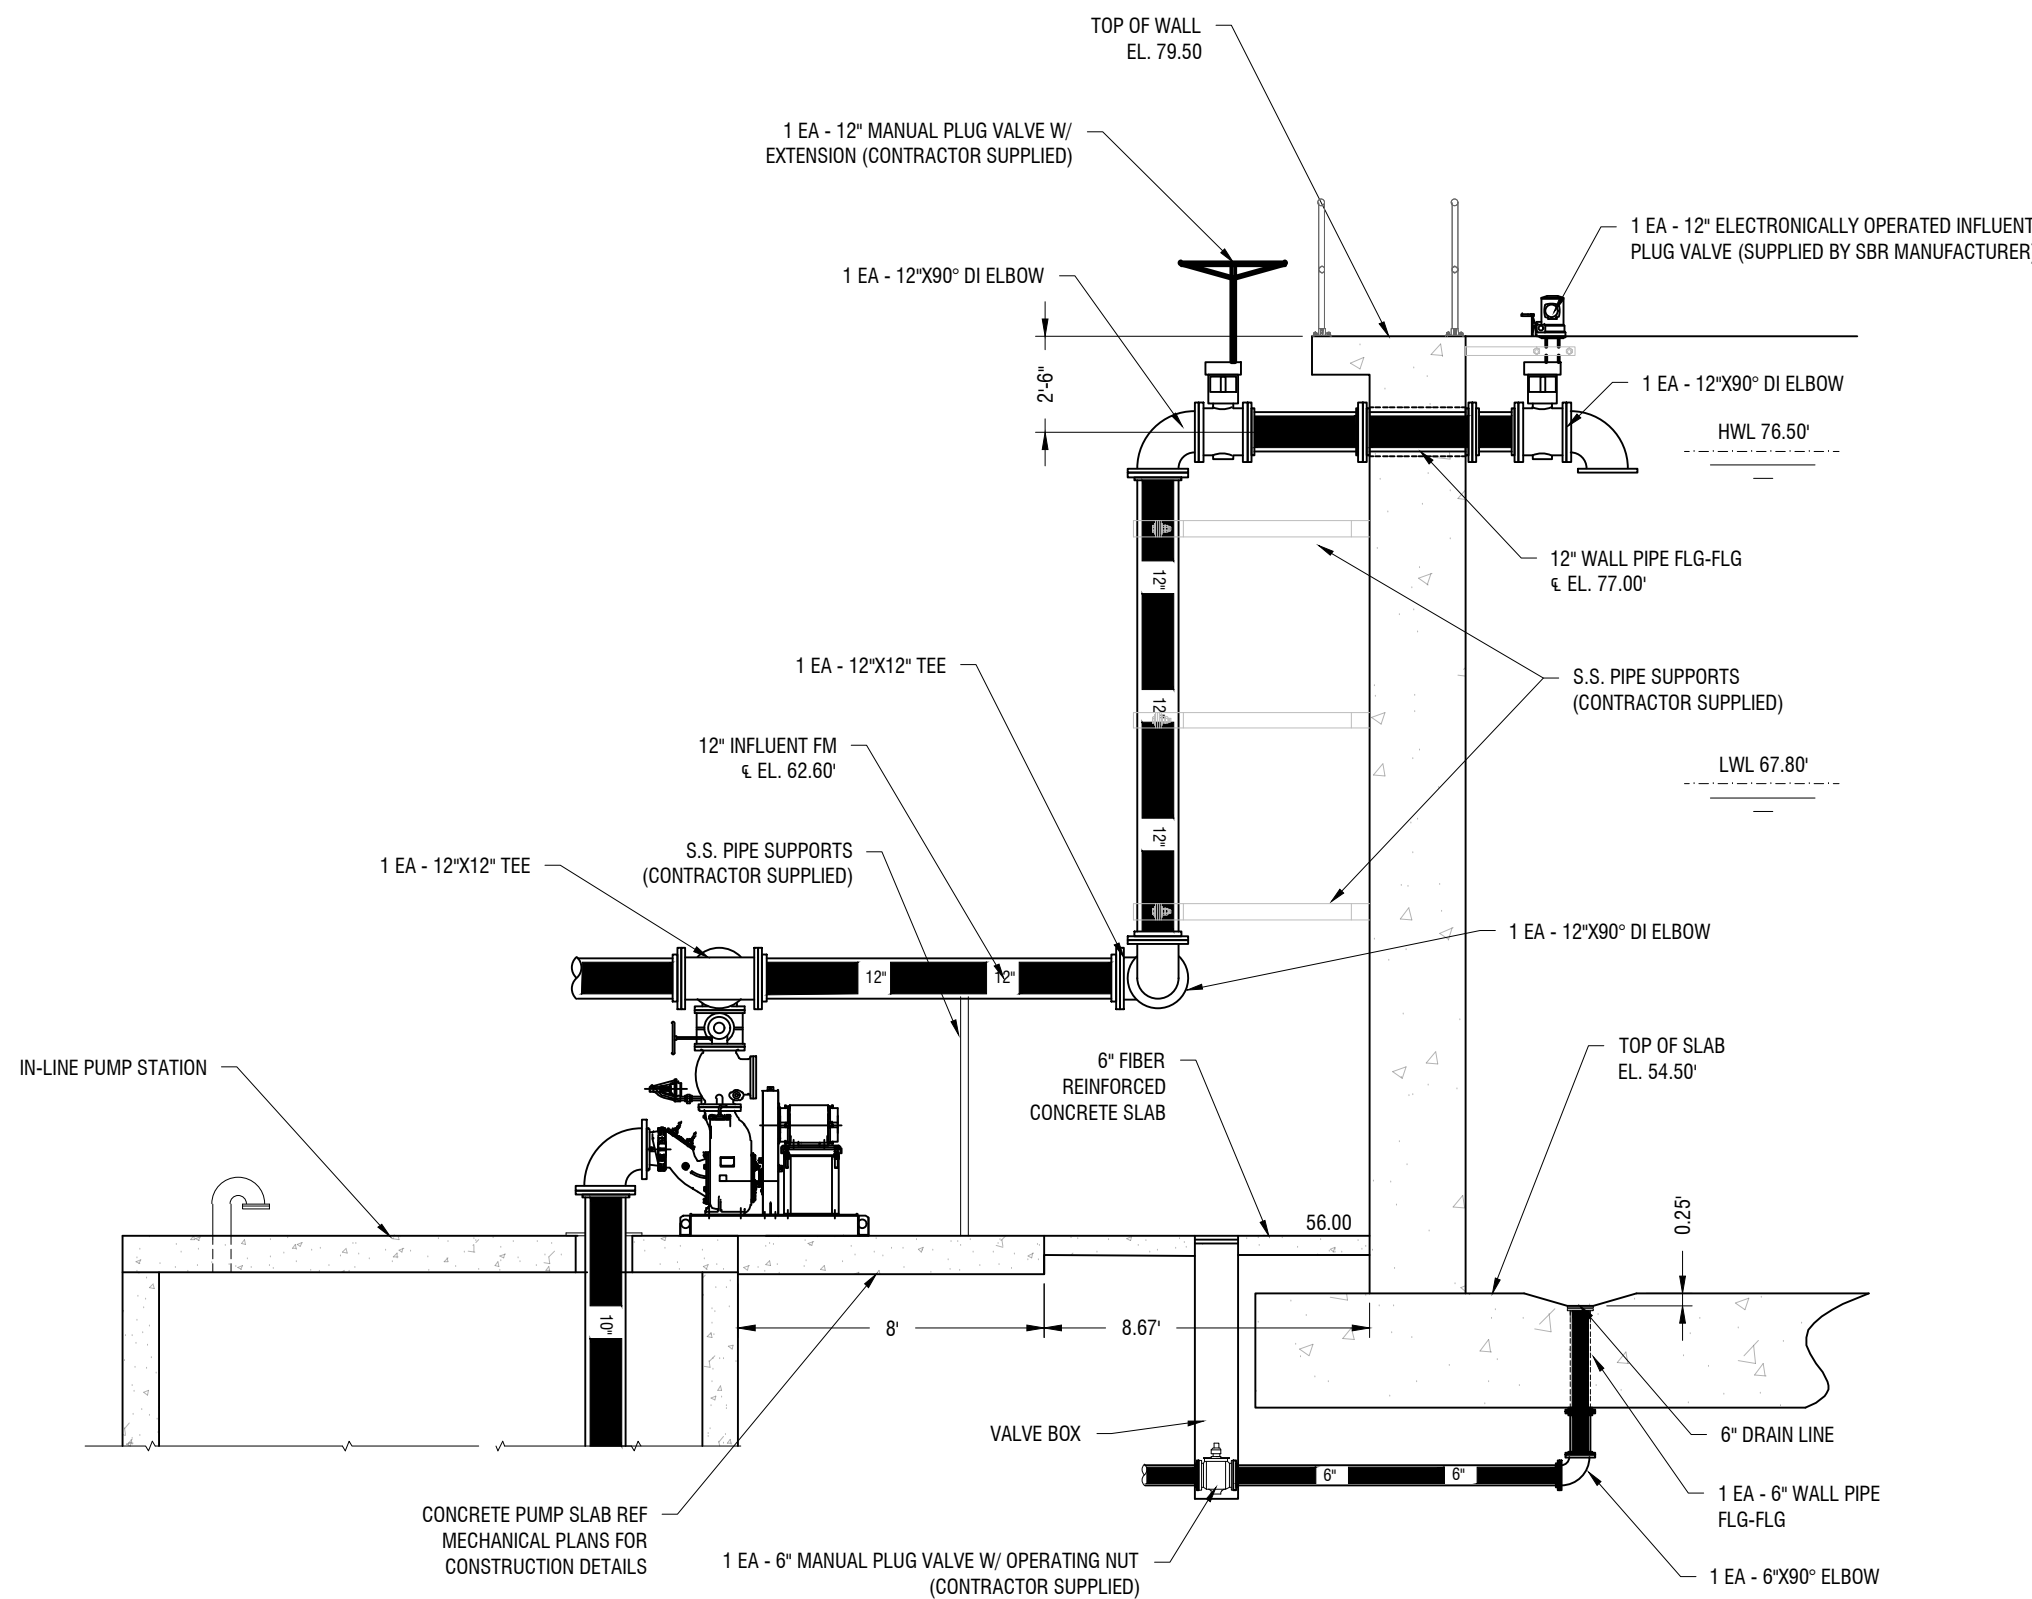 TOP OF WALL
EL. 79.50
1 EA - 12" MANUAL PLUG VALVE W/
EXTENSION (CONTRACTOR SUPPLIED)
1 EA - 12" ELECTRONICALLY OPERATED INFLUENT
PLUG VALVE (SUPPLIED BY SBR MANUFACTURER)
1 EA - 12"X90° DI ELBOW
2'-6"
1 EA - 12"X90° DI ELBOW
HWL 76.50'
12" WALL PIPE FLG-FLG
℄ EL. 77.00'
12"
1 EA - 12"X12" TEE
S.S. PIPE SUPPORTS
(CONTRACTOR SUPPLIED)
12"
12" INFLUENT FM
℄ EL. 62.60'
LWL 67.80'
12"
S.S. PIPE SUPPORTS
(CONTRACTOR SUPPLIED)
1 EA - 12"X12" TEE
1 EA - 12"X90° DI ELBOW
12"
12"
IN-LINE PUMP STATION
6" FIBER
REINFORCED
CONCRETE SLAB
TOP OF SLAB
EL. 54.50'
56.00
0.25'
10"
8'
8.67'
VALVE BOX
6" DRAIN LINE
6"
6"
1 EA - 6" WALL PIPE
FLG-FLG
CONCRETE PUMP SLAB REF
MECHANICAL PLANS FOR
CONSTRUCTION DETAILS
1 EA - 6" MANUAL PLUG VALVE W/ OPERATING NUT
(CONTRACTOR SUPPLIED)
1 EA - 6"X90° ELBOW